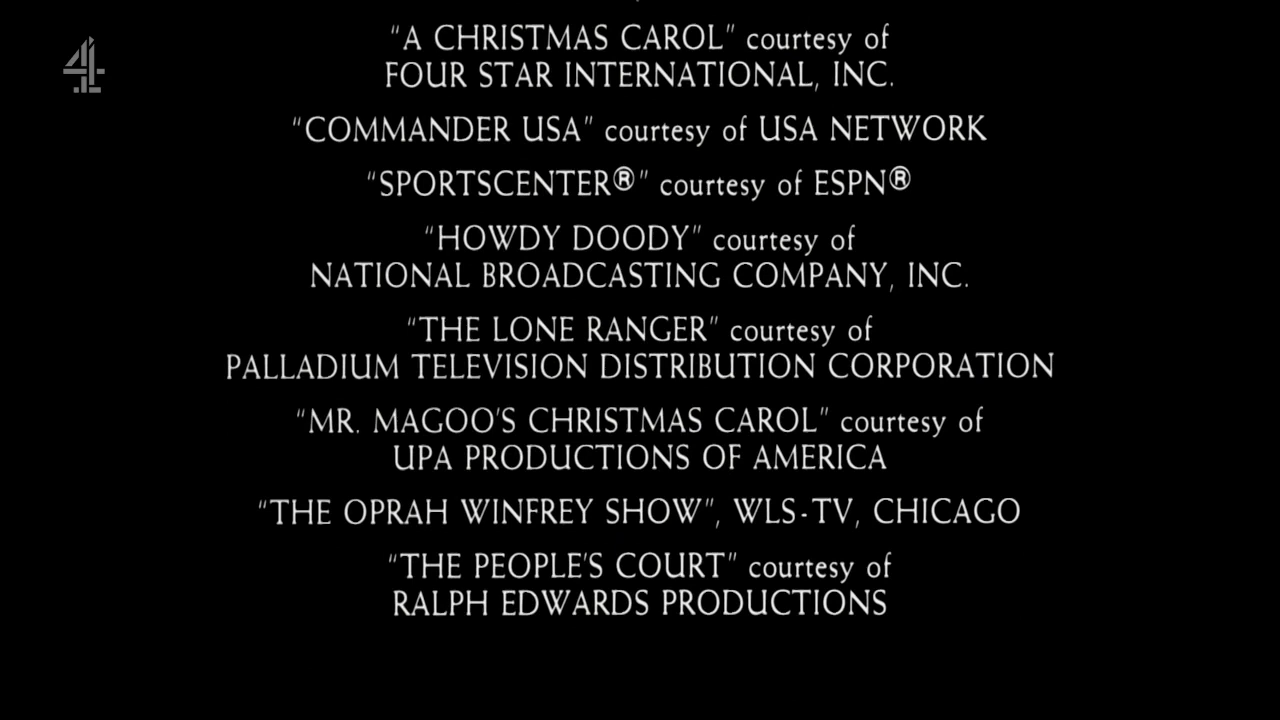 4
"A CHRISTMAS CAROL" courtesy of
FOUR STAR INTERNATIONAL, INC.
"COMMANDER USA" courtesy of USA NETWORK
"SPORTSCENTER®" courtesy of ESPN®
"HOWDY DOODY" courtesy of
NATIONAL BROADCASTING COMPANY, INC.
"THE LONE RANGER" courtesy of
PALLADIUM TELEVISION DISTRIBUTION CORPORATION
"MR. MAGOO'S CHRISTMAS CAROL" courtesy of
UPA PRODUCTIONS OF AMERICA
"THE OPRAH WINFREY SHOW", WLS-TV, CHICAGO
"THE PEOPLE'S COURT" courtesy of
RALPH EDWARDS PRODUCTIONS